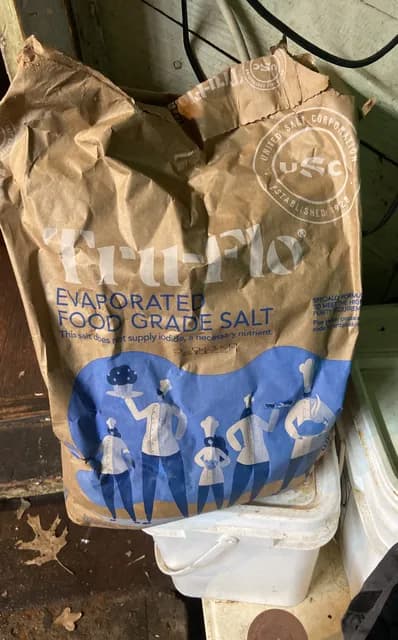 UNITED SALT CORPORATION
USC
ESTABLISHED
USC
Tru-Flo®
EVAPORATED
FOOD GRADE SALT
This salt does not supply iodide, a necessary nutrient.